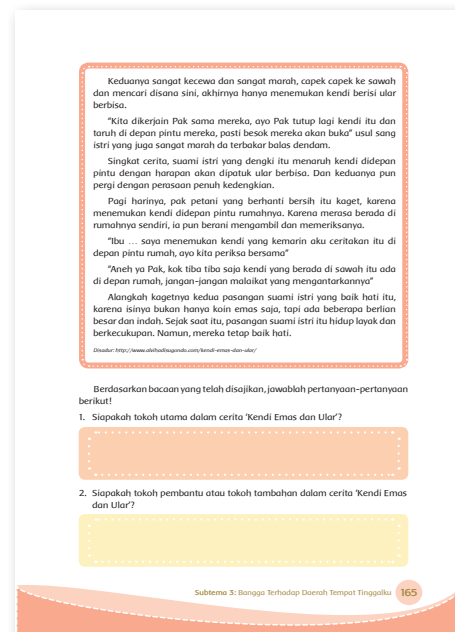 Keduanya sangat kecewa dan sangat marah, capek capek ke sawah
dan mencari disana sini, akhirnya hanya menemukan kendi berisi ular
berbisa.
"Kita dikerjain Pak sama mereka, ayo Pak tutup lagi kendi itu dan
taruh di depan pintu mereka, pasti besok mereka akan buka" usul sang
istri yang juga sangat marah da terbakar balas dendam.
Singkat cerita, suami istri yang dengki itu menaruh kendi didepan
pintu dengan harapan akan dipatuk ular berbisa. Dan keduanya pun
pergi dengan perasaan penuh kedengkian.
Pagi harinya, pak petani yang berhanti bersih itu kaget, karena
menemukan kendi didepan pintu rumahnya. Karena merasa berada di
rumahnya sendiri, ia pun berani mengambil dan memeriksanya.
"Ibu ... saya menemukan kendi yang kemarin aku ceritakan itu di
depan pintu rumah, ayo kita periksa bersama"
"Aneh ya Pak, kok tiba tiba saja kendi yang berada di sawah itu ada
di depan rumah, jangan-jangan malaikat yang mengantarkannya"
Alangkah kagetnya kedua pasangan suami istri yang baik hati itu,
karena isinya bukan hanya koin emas saja, tapi ada beberapa berlian
besar dan indah. Sejak saat itu, pasangan suami istri itu hidup layak dan
berkecukupan. Namun, mereka tetap baik hati.
Disadur: http://www.alvihadisugondo.com/kendi-emas-dan-ular/
Berdasarkan bacaan yang telah disajikan, jawablah pertanyaan-pertanyaan
berikut!
1. Siapakah tokoh utama dalam cerita 'Kendi Emas dan Ular'?
2. Siapakah tokoh pembantu atau tokoh tambahan dalam cerita 'Kendi Emas
dan Ular'?
Subtema 3: Bangga Terhadap Daerah Tempat Tinggalku 165